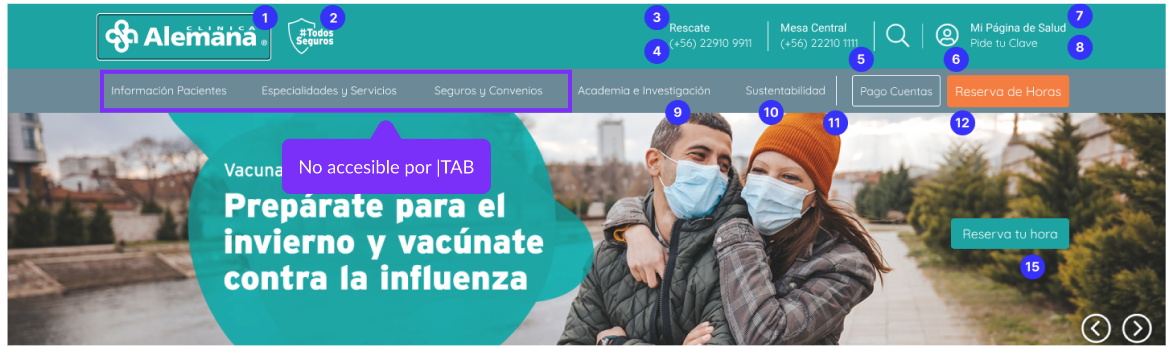 1
2
3
7
CLINICA
Alemana®
#Todos
Seguros
Rescate
Mesa Central
Mi Página de Salud
4
(+56) 22910 9911
(+56) 22210 1111
Pide tu Clave
8
5
6
Información Pacientes
Especialidades y Servicios
Seguros y Convenios
Academia e Investigación
Sustentabilidad
Pago Cuentas
Reserva de Horas
9
10
11
12
No accesible por |TAB
Prepárate para el
invierno y vacúnate
contra la influenza
Reserva tu hora
15